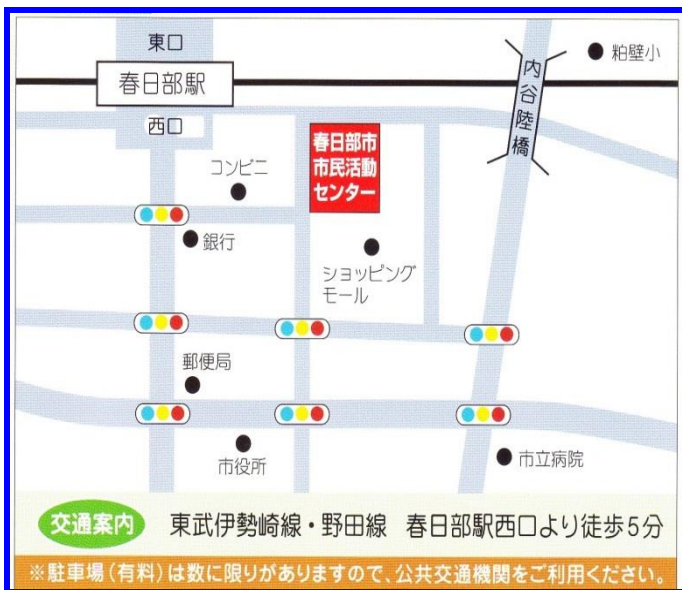 東口
春日部駅
西口
粕壁小
内谷陸橋
春日部市
市民活動
センター
コンビニ
銀行
ショッピング
モール
郵便局
市役所
市立病院
交通案内 東武伊勢崎線・野田線 春日部駅西口より徒歩5分
※駐車場（有料）は数に限りがありますので、公共交通機関をご利用ください。